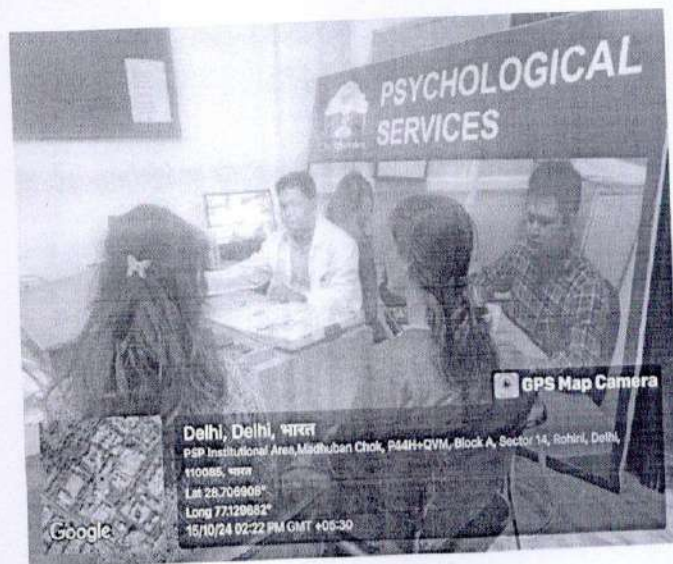 PSYCHOLOGICAL
SERVICES
GPS Map Camera
Delhi, Delhi, भारत
PSP Institutional Area, Madhuban Chok, P44H+QVM, Block A, Sector 14, Rohini, Delhi,
110085, भारत
Lat 28.706908°
Long 77.129682°
15/10/24 02:22 PM GMT +05:30
Google